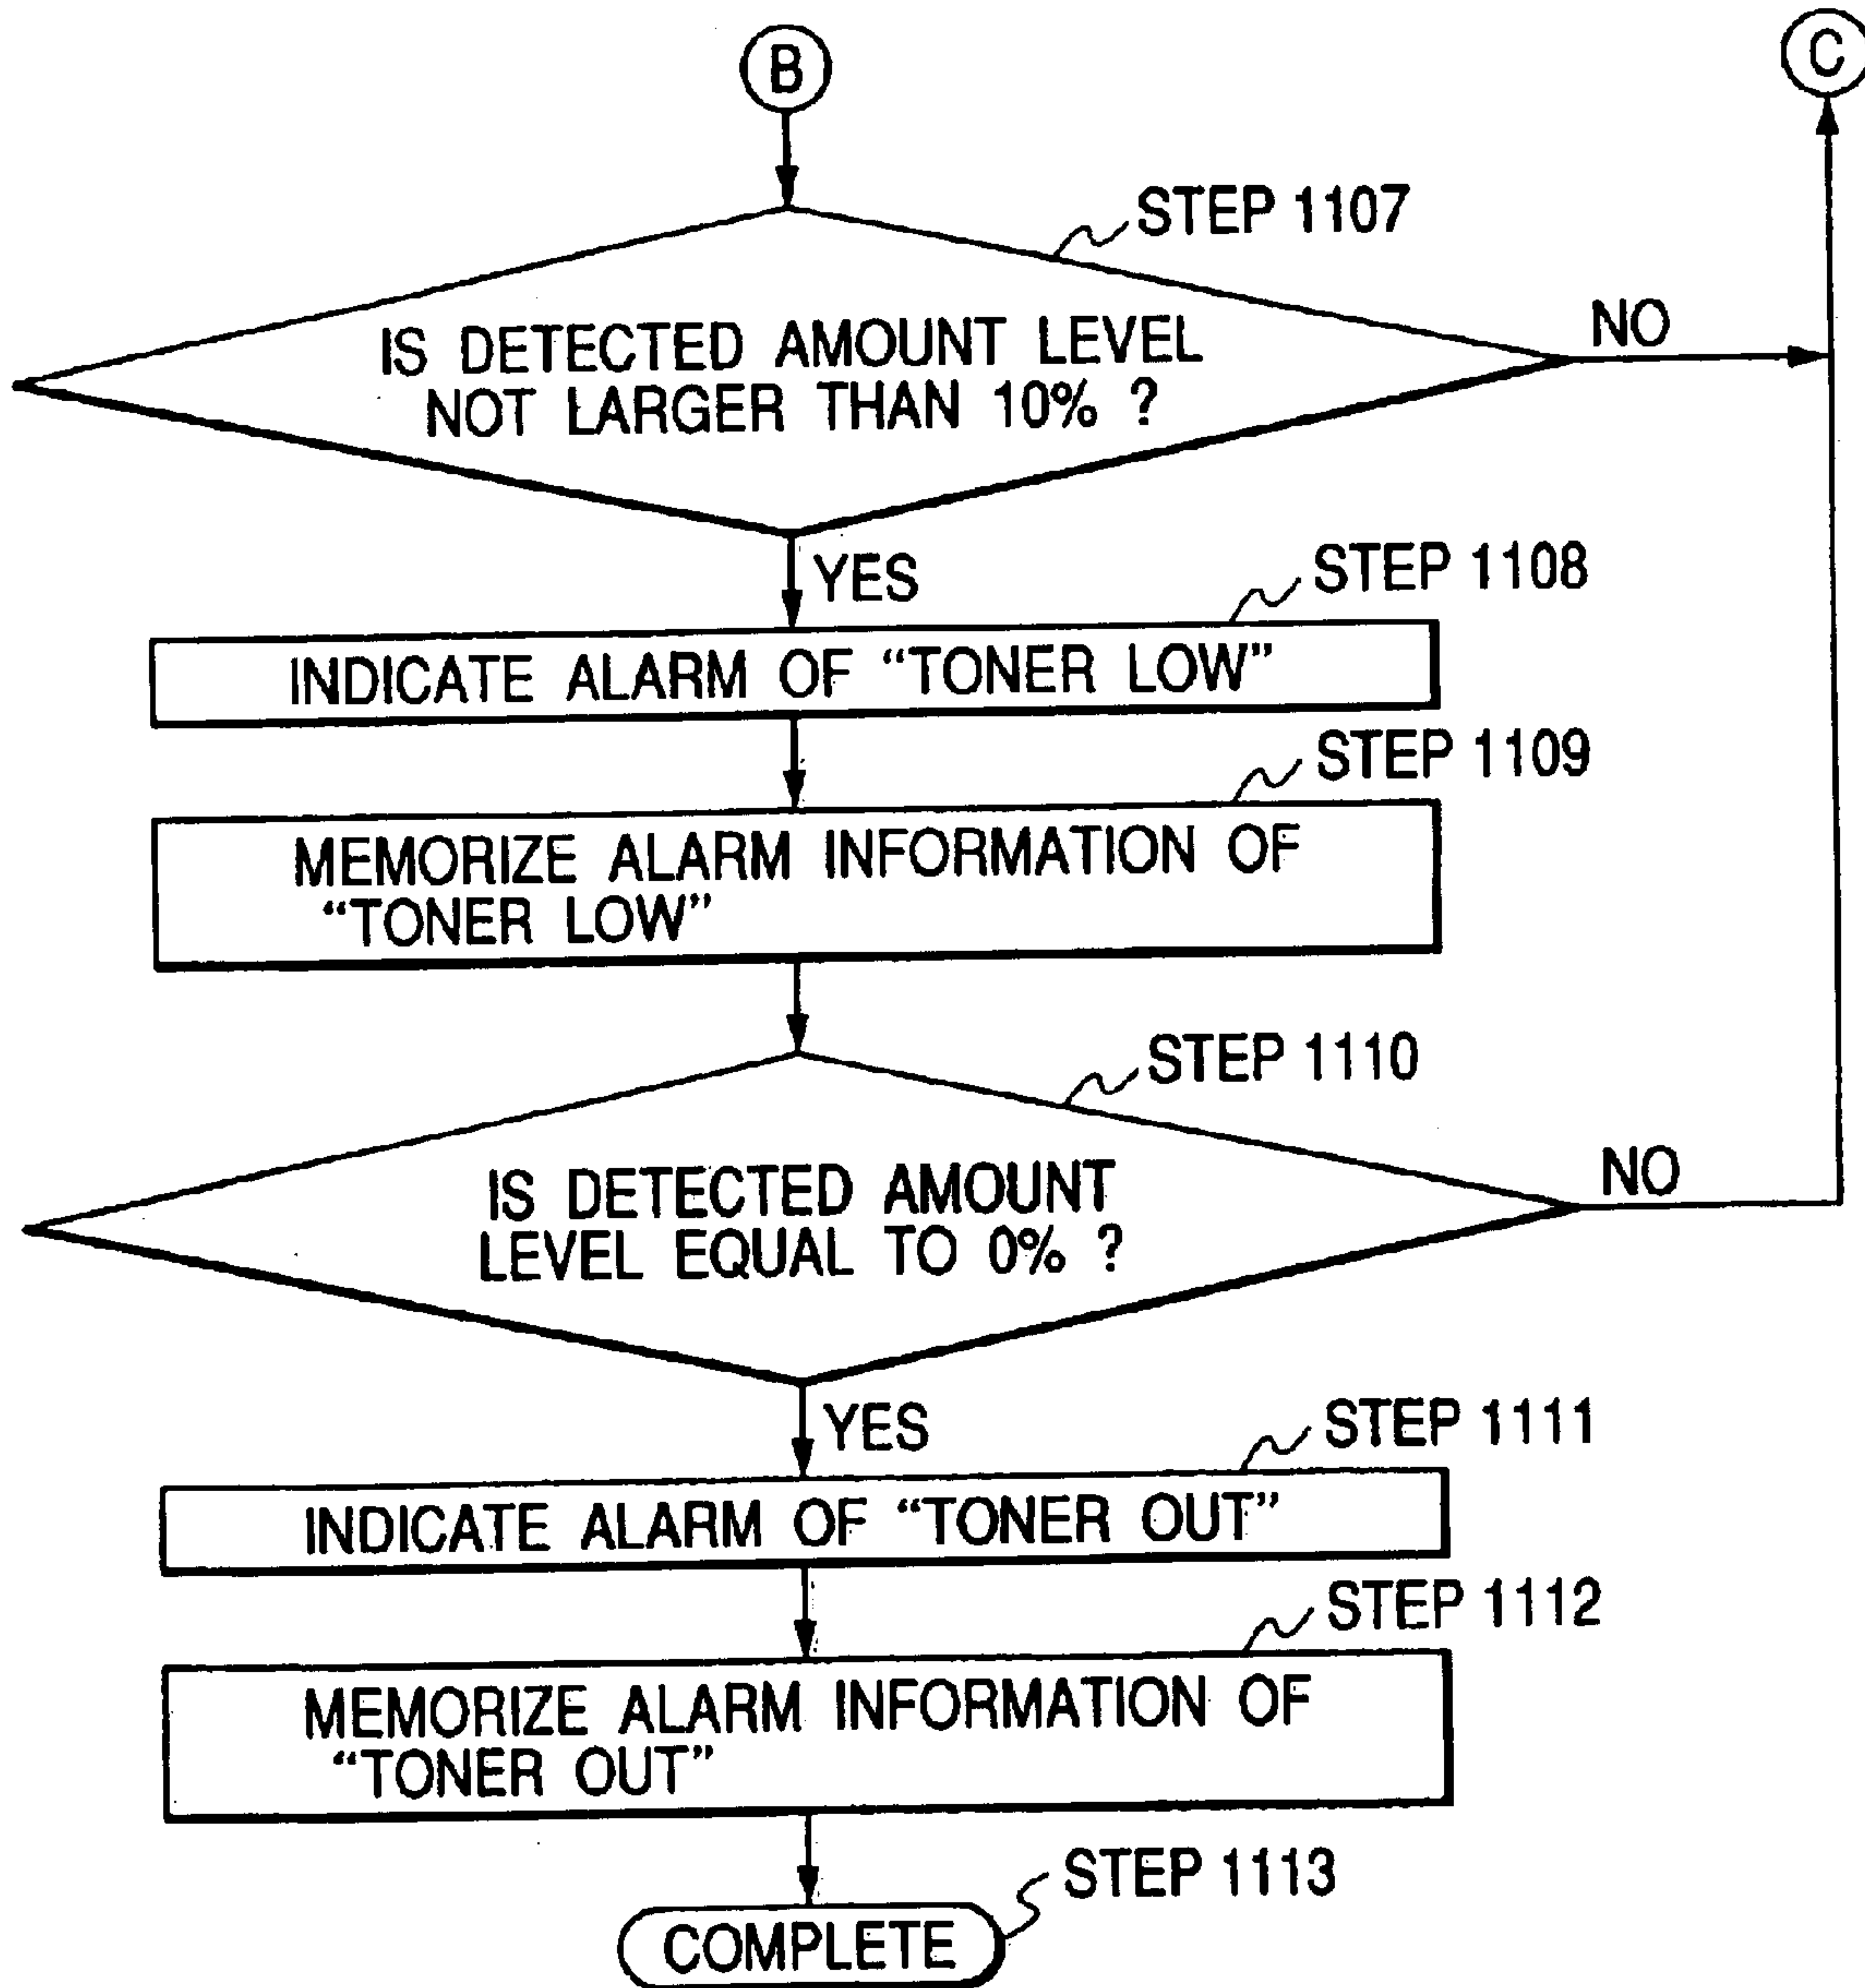 B
C
STEP 1107
IS DETECTED AMOUNT LEVEL
NOT LARGER THAN 10% ?
NO
YES
STEP 1108
INDICATE ALARM OF “TONER LOW”
STEP 1109
MEMORIZE ALARM INFORMATION OF
“TONER LOW”
STEP 1110
IS DETECTED AMOUNT
LEVEL EQUAL TO 0% ?
NO
YES
STEP 1111
INDICATE ALARM OF “TONER OUT”
STEP 1112
MEMORIZE ALARM INFORMATION OF
“TONER OUT”
STEP 1113
COMPLETE